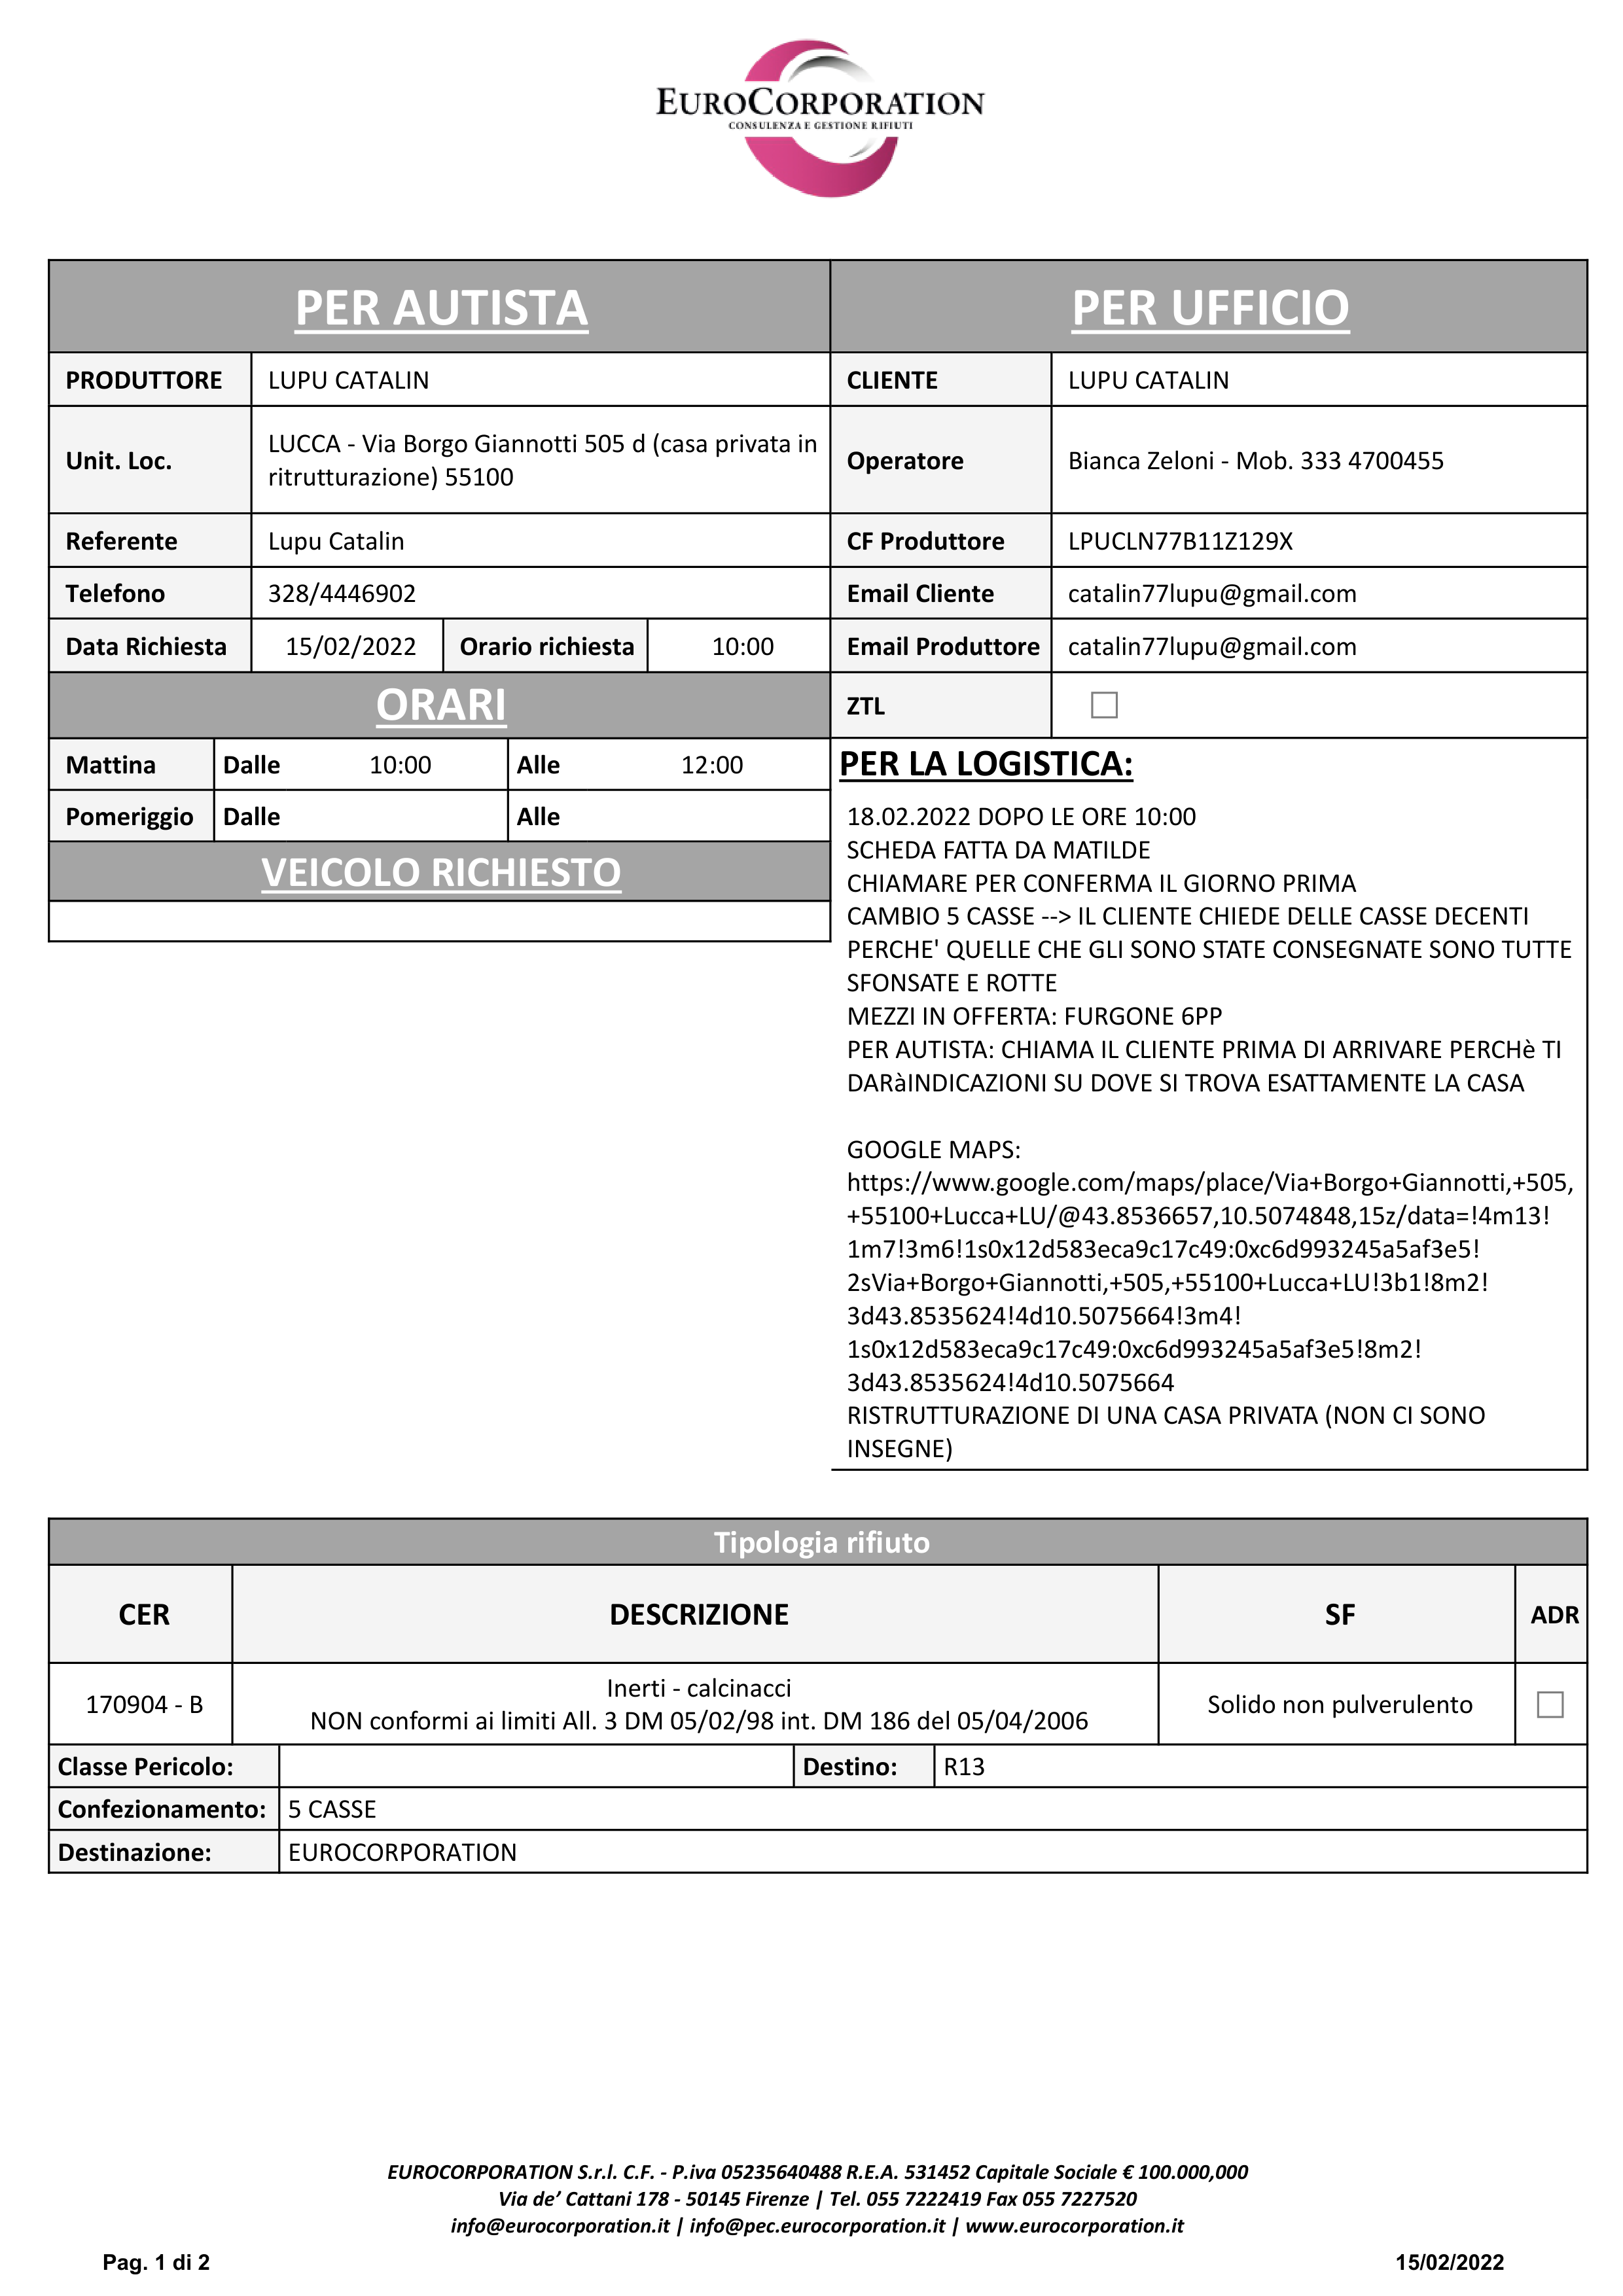 EUROCORPORATION
CONSULENZA E GESTIONE RIFIUTI
PER AUTISTA
PRODUTTORE LUPU CATALIN
Unit. Loc. LUCCA - Via Borgo Giannotti 505 d (casa privata in
ritrutturazione) 55100
Referente Lupu Catalin
Telefono 328/4446902
Data Richiesta 15/02/2022 Orario richiesta 10:00
ORARI
Mattina Dalle 10:00 Alle 12:00
Pomeriggio Dalle Alle
VEICOLO RICHIESTO
PER UFFICIO
CLIENTE LUPU CATALIN
Operatore Bianca Zeloni - Mob. 333 4700455
CF Produttore LPUCLN77B11Z129X
Email Cliente catalin77lupu@gmail.com
Email Produttore catalin77lupu@gmail.com
ZTL
PER LA LOGISTICA:
18.02.2022 DOPO LE ORE 10:00
SCHEDA FATTA DA MATILDE
CHIAMARE PER CONFERMA IL GIORNO PRIMA
CAMBIO 5 CASSE --> IL CLIENTE CHIEDE DELLE CASSE DECENTI
PERCHE' QUELLE CHE GLI SONO STATE CONSEGNATE SONO TUTTE
SFONSATE E ROTTE
MEZZI IN OFFERTA: FURGONE 6PP
PER AUTISTA: CHIAMA IL CLIENTE PRIMA DI ARRIVARE PERCHè TI
DARàINDICAZIONI SU DOVE SI TROVA ESATTAMENTE LA CASA
GOOGLE MAPS:
https://www.google.com/maps/place/Via+Borgo+Giannotti,+505,
+55100+Lucca+LU/@43.8536657,10.5074848,15z/data=!4m13!
1m7!3m6!1s0x12d583eca9c17c49:0xc6d993245a5af3e5!
2sVia+Borgo+Giannotti,+505,+55100+Lucca+LU!3b1!8m2!
3d43.8535624!4d10.5075664!3m4!
1s0x12d583eca9c17c49:0xc6d993245a5af3e5!8m2!
3d43.8535624!4d10.5075664
RISTRUTTURAZIONE DI UNA CASA PRIVATA (NON CI SONO
INSEGNE)
Tipologia rifiuto
CER DESCRIZIONE SF ADR
170904 - B Inerti - calcinacci
NON conformi ai limiti All. 3 DM 05/02/98 int. DM 186 del 05/04/2006 Solido non pulverulento
Classe Pericolo: Destino: R13
Confezionamento: 5 CASSE
Destinazione: EUROCORPORATION
EUROCORPORATION S.r.l. C.F. - P.iva 05235640488 R.E.A. 531452 Capitale Sociale € 100.000,000
Via de’ Cattani 178 - 50145 Firenze | Tel. 055 7222419 Fax 055 7227520
info@eurocorporation.it | info@pec.eurocorporation.it | www.eurocorporation.it
Pag. 1 di 2 15/02/2022